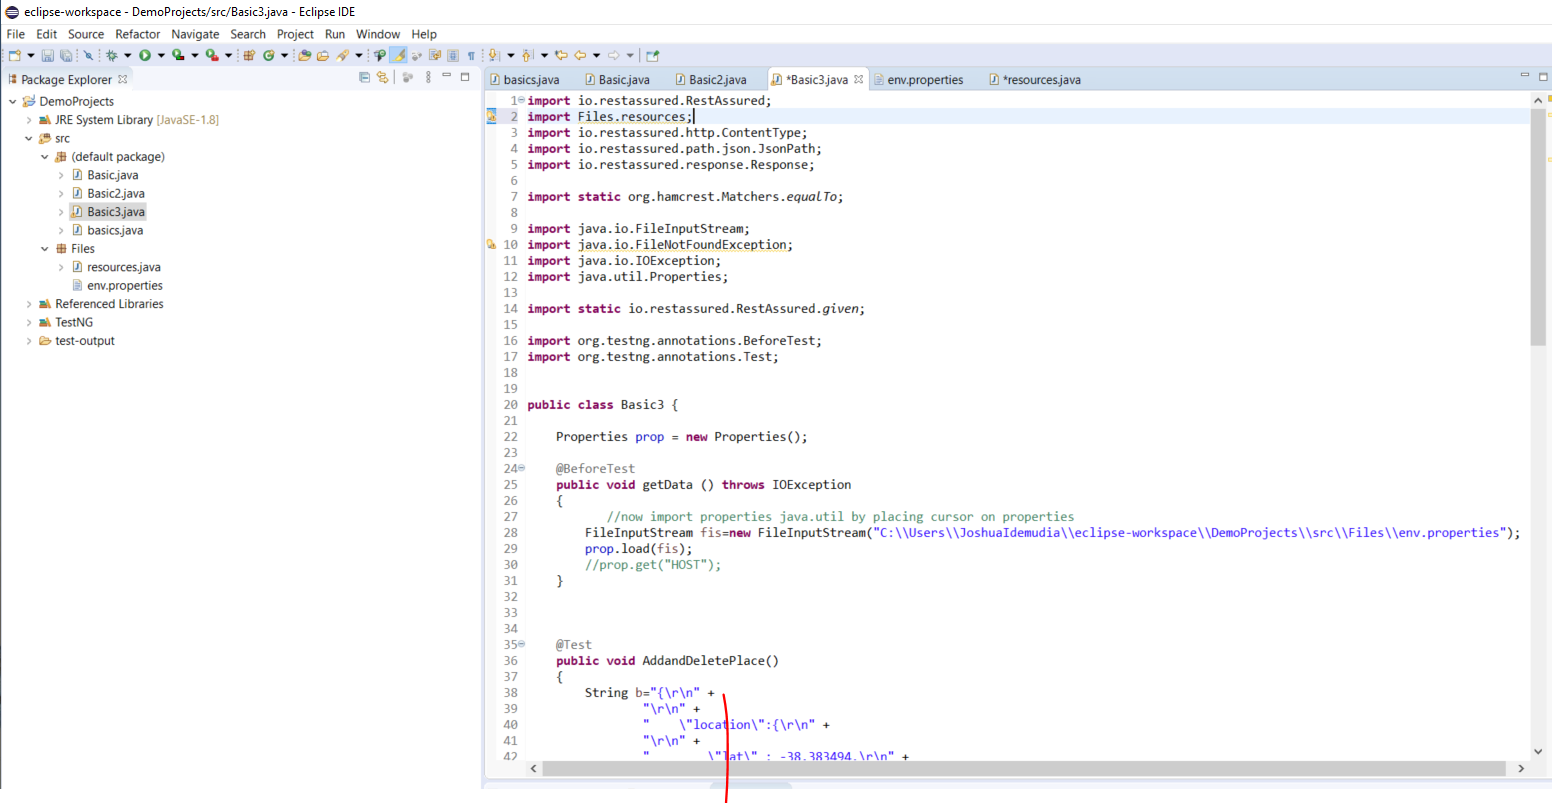 eclipse-workspace - DemoProjects/src/Basic3.java - Eclipse IDE
File Edit Source Refactor Navigate Search Project Run Window Help
Package Explorer
DemoProjects
JRE System Library [JavaSE-1.8]
src
(default package)
Basic.java
Basic2.java
Basic3.java
basics.java
Files
resources.java
env.properties
Referenced Libraries
TestNG
test-output
basics.java Basic.java Basic2.java *Basic3.java env.properties *resources.java
1 import io.restassured.RestAssured;
2 import Files.resources;
3 import io.restassured.http.ContentType;
4 import io.restassured.path.json.JsonPath;
5 import io.restassured.response.Response;
6
7 import static org.hamcrest.Matchers.equalTo;
8
9 import java.io.FileInputStream;
10 import java.io.FileNotFoundException;
11 import java.io.IOException;
12 import java.util.Properties;
13
14 import static io.restassured.RestAssured.given;
15
16 import org.testng.annotations.BeforeTest;
17 import org.testng.annotations.Test;
18
19
20 public class Basic3 {
21
22 Properties prop = new Properties();
23
24 @BeforeTest
25 public void getData () throws IOException
26 {
27 //now import properties java.util by placing cursor on properties
28 FileInputStream fis=new FileInputStream("C:\\Users\\JoshuaIdemudia\\eclipse-workspace\\DemoProjects\\src\\Files\\env.properties");
29 prop.load(fis);
30 //prop.get("HOST");
31 }
32
33
34
35 @Test
36 public void AddandDeletePlace()
37 {
38 String b="{\r\n" +
39 "\r\n" +
40 " \"location\":{\r\n" +
41 "\r\n" +
42 " \"lat\" : -38.383494,\r\n" +